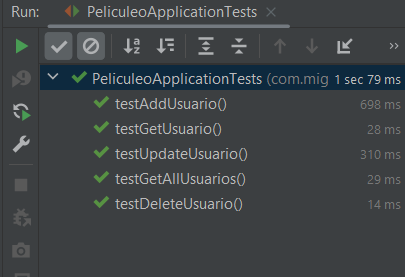 Run: PeliculeoApplicationTests ×
PeliculeoApplicationTests (com.mig 1 sec 79 ms
testAddUsuario() 698 ms
testGetUsuario() 28 ms
testUpdateUsuario() 310 ms
testGetAllUsuarios() 29 ms
testDeleteUsuario() 14 ms